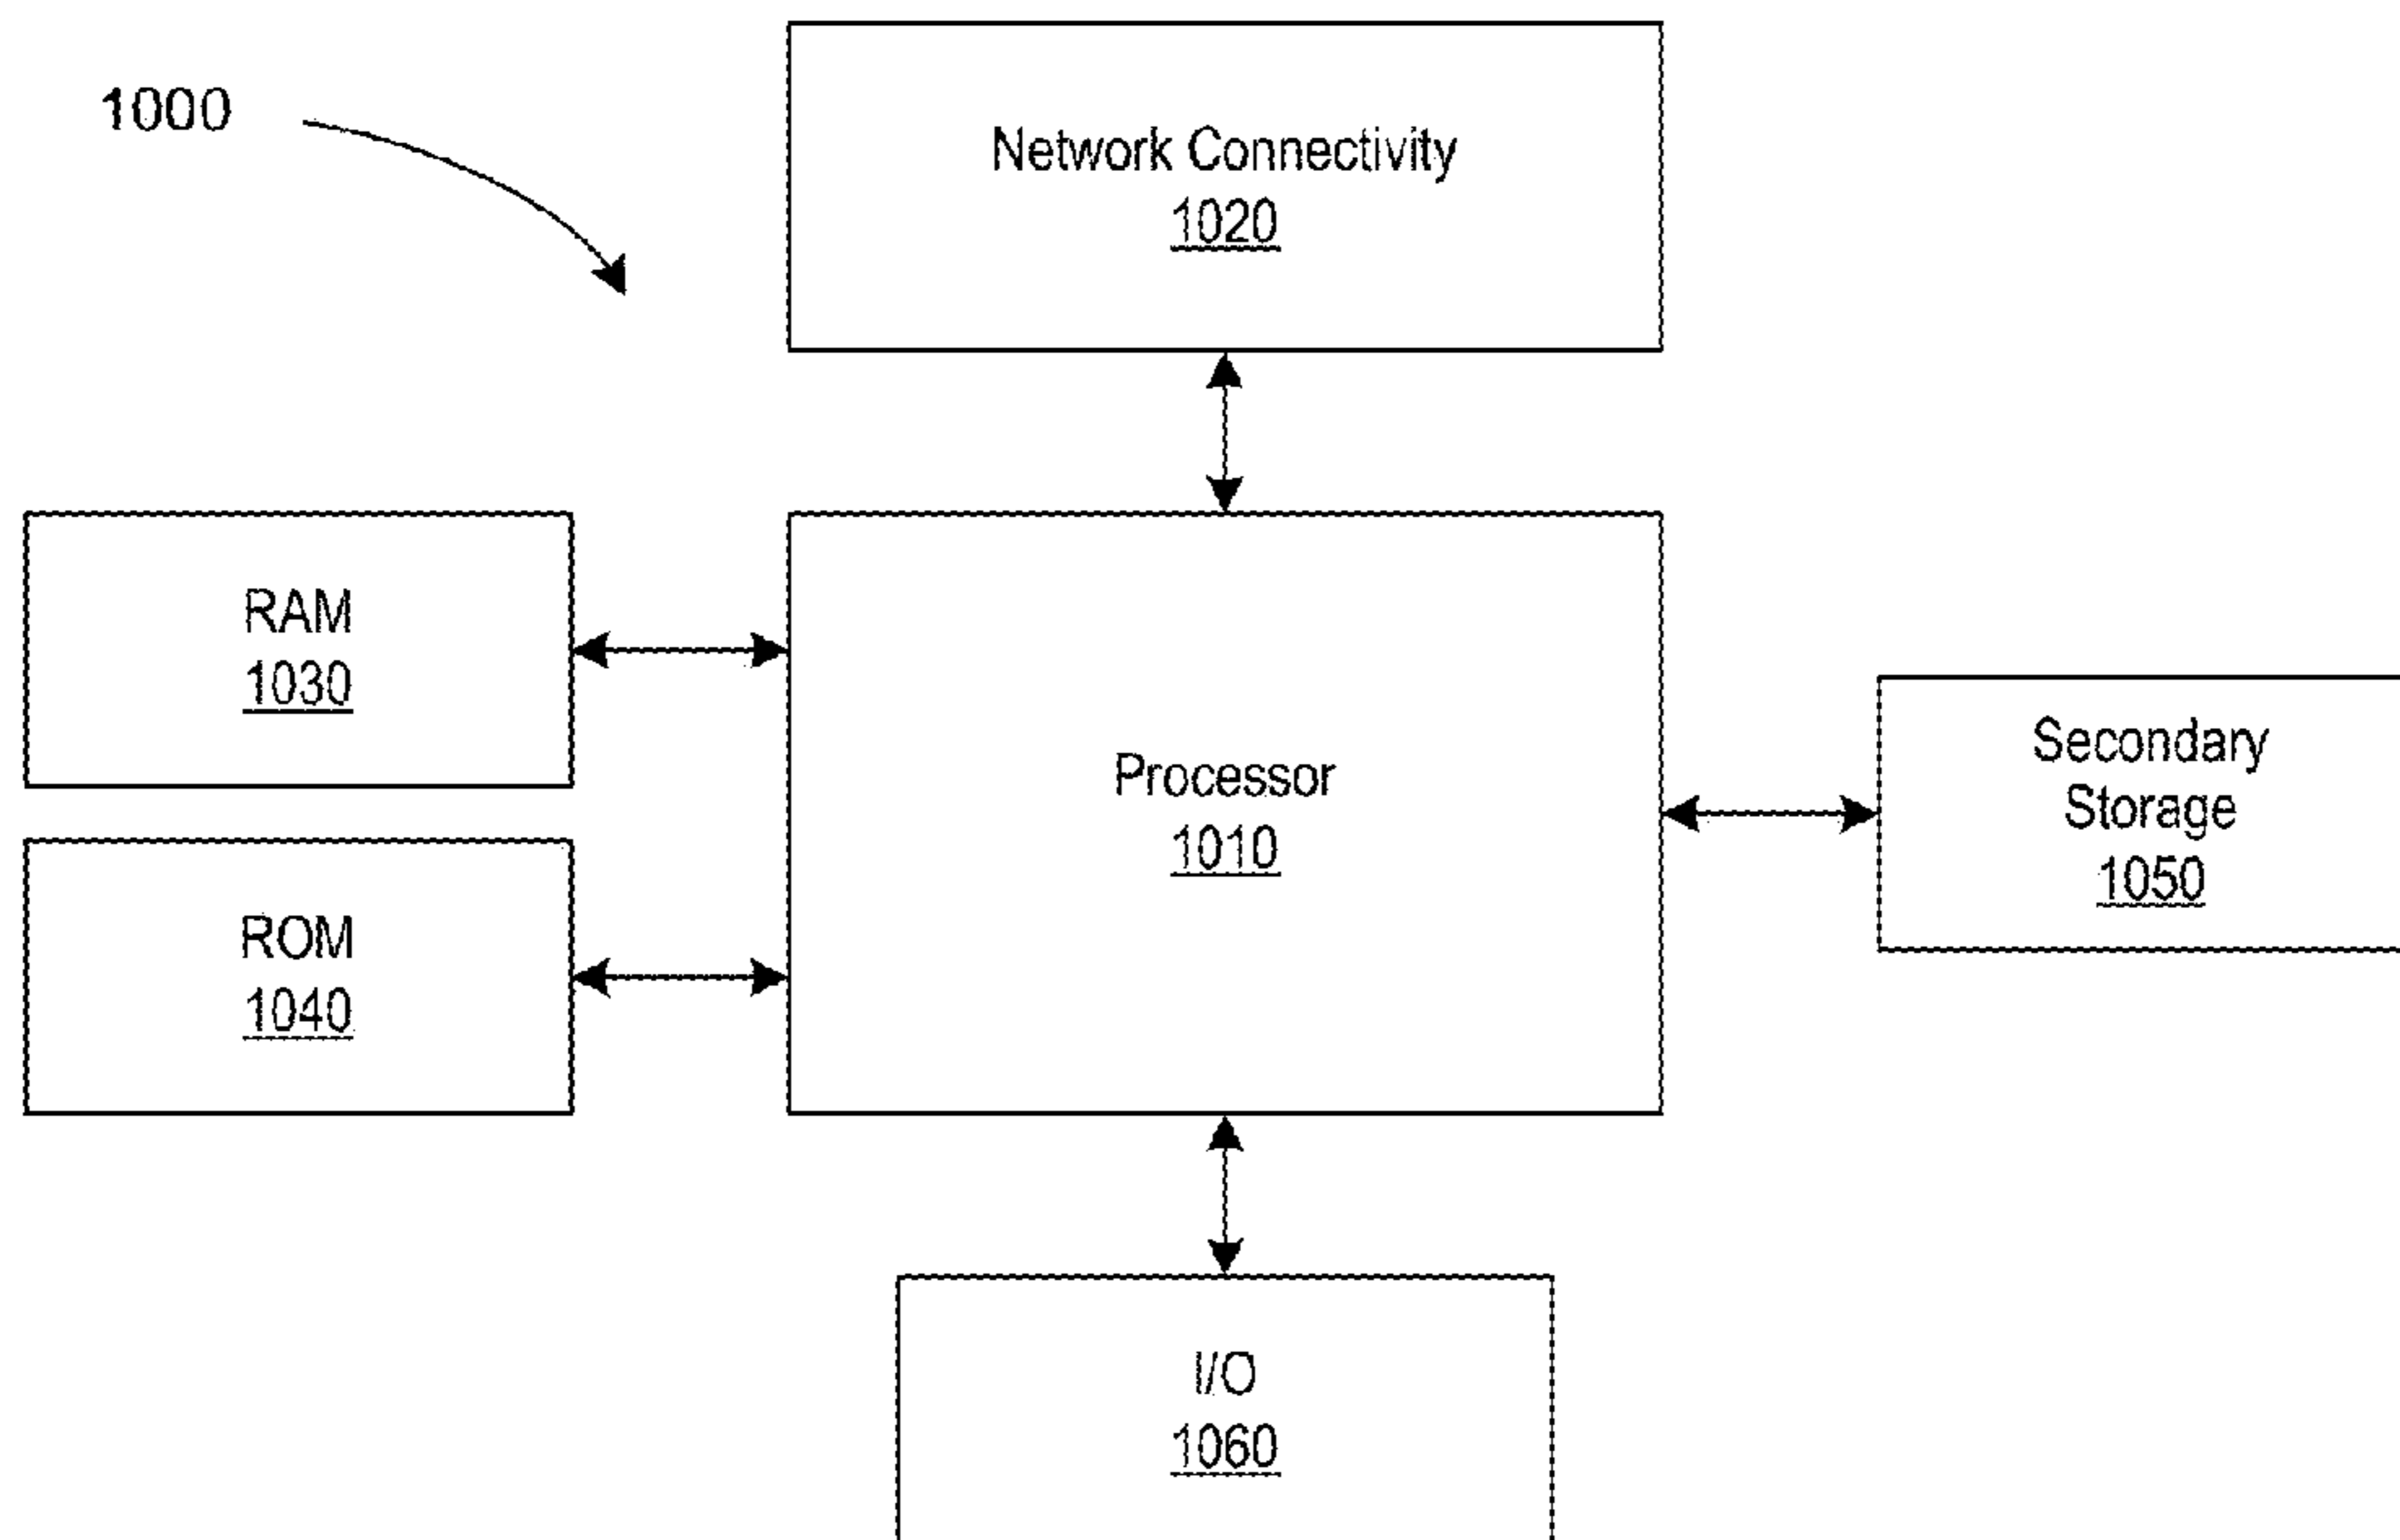 1000
Network Connectivity
1020
RAM
1030
Processor
1010
Secondary
Storage
1050
ROM
1040
I/O
1060